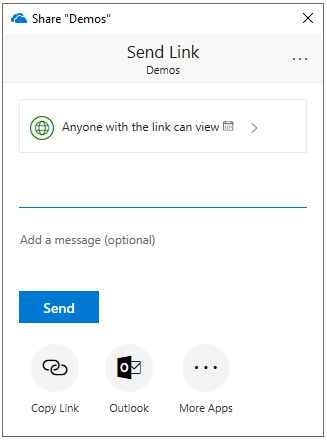 Share "Demos"
Send Link
Demos
Anyone with the link can view
Add a message (optional)
Send
Copy Link
Outlook
More Apps